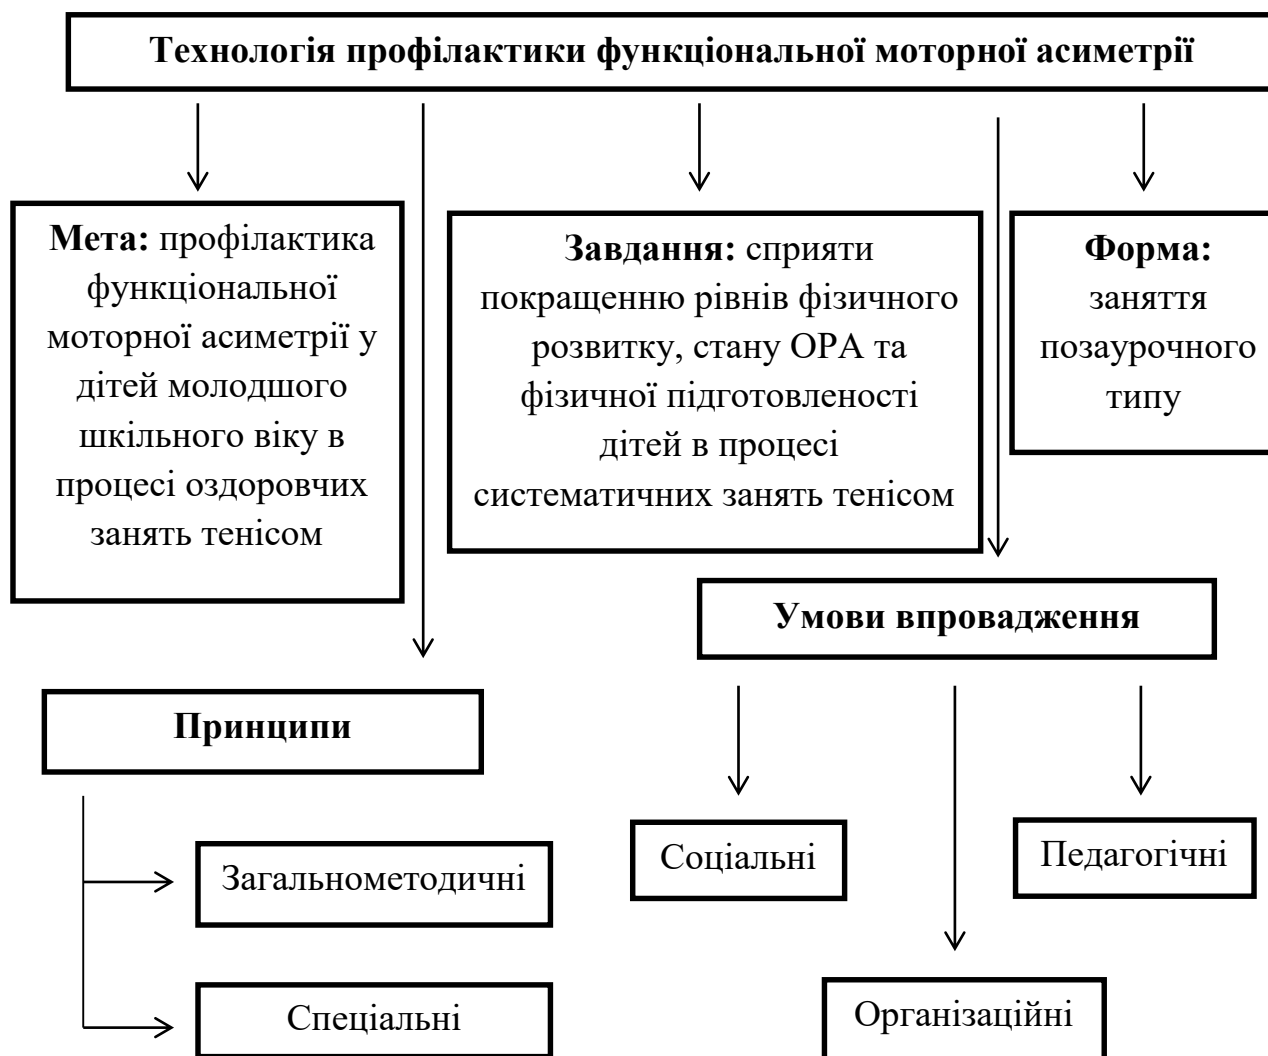 Технологія профілактики функціональної моторної асиметрії
Мета: профілактика
функціональної
моторної асиметрії у
дітей молодшого
шкільного віку в
процесі оздоровчих
занять тенісом
Завдання: сприяти
покращенню рівнів фізичного
розвитку, стану ОРА та
фізичної підготовленості
дітей в процесі
систематичних занять тенісом
Форма:
заняття
позаурочного
типу
Умови впровадження
Принципи
Соціальні
Педагогічні
Загальнометодичні
Спеціальні
Організаційні